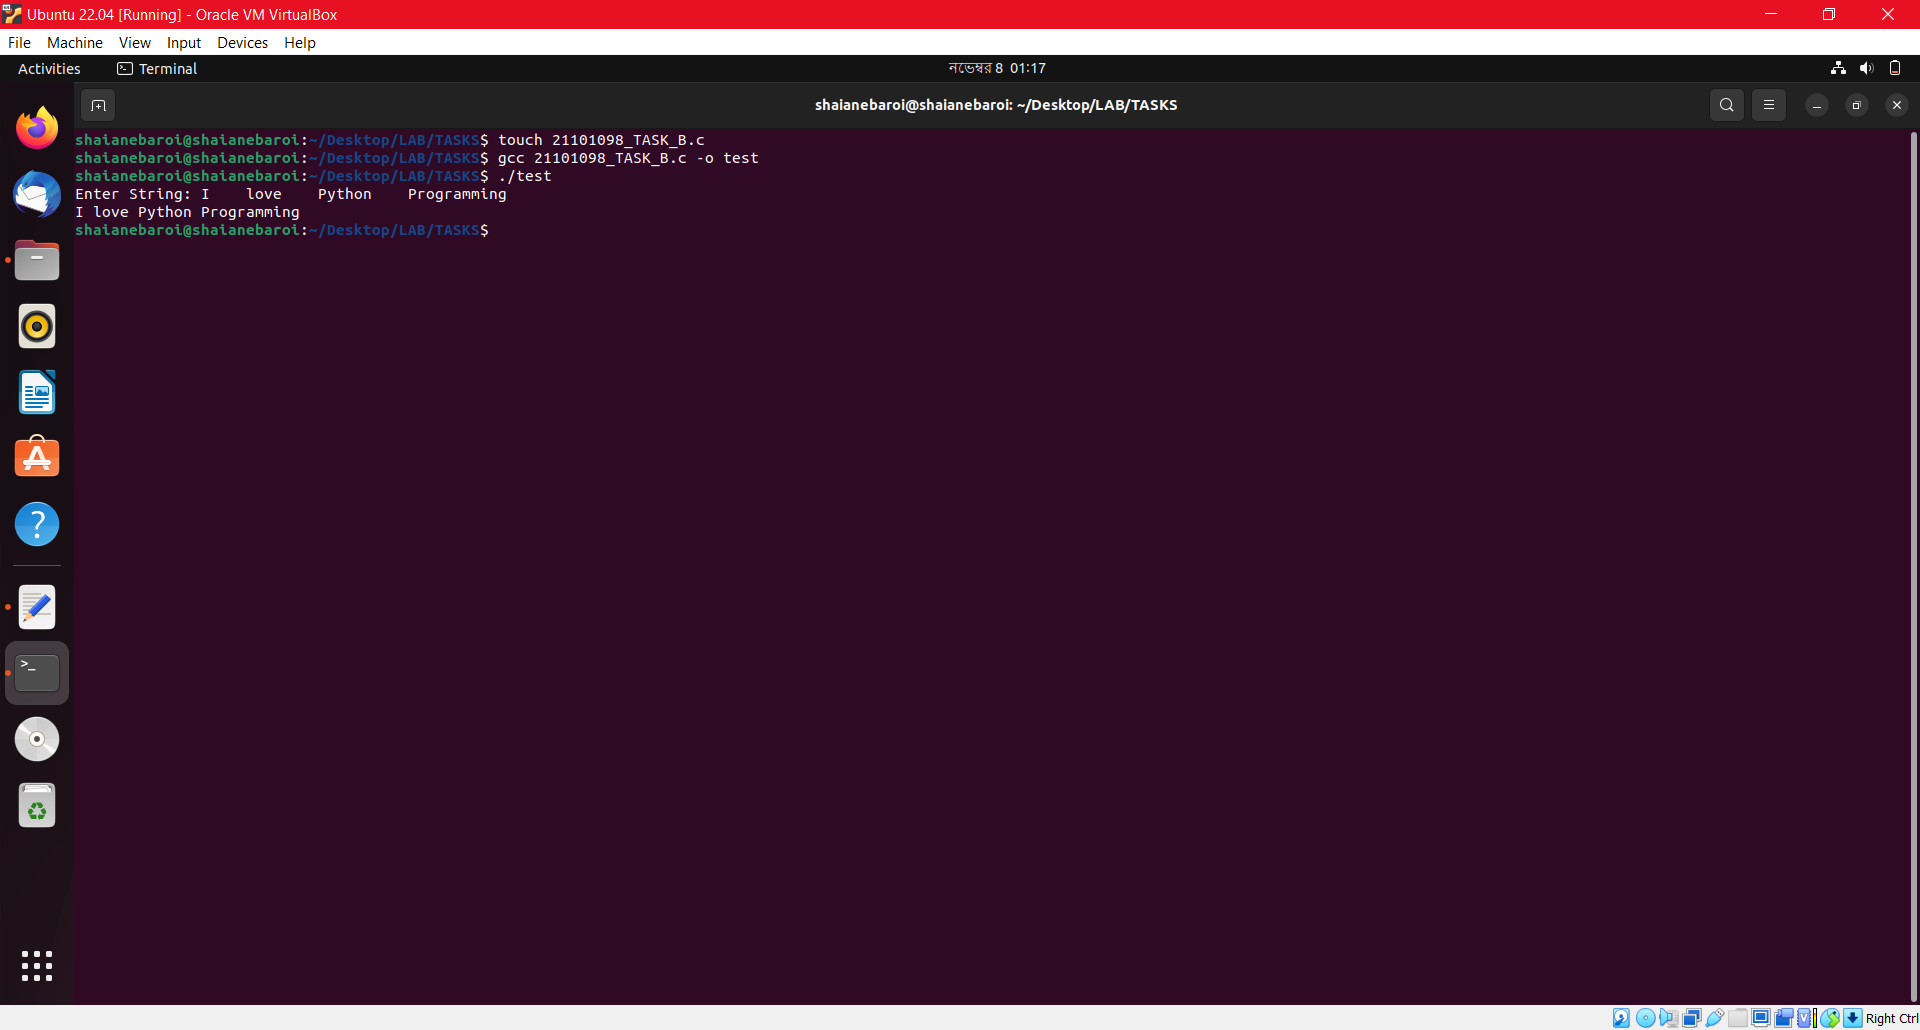 Ubuntu 22.04 [Running] - Oracle VM VirtualBox
File Machine View Input Devices Help
Activities Terminal নভেম্বর 8 01:17
shaianebaroi@shaianebaroi: ~/Desktop/LAB/TASKS
shaianebaroi@shaianebaroi:~/Desktop/LAB/TASKS$ touch 21101098_TASK_B.c
shaianebaroi@shaianebaroi:~/Desktop/LAB/TASKS$ gcc 21101098_TASK_B.c -o test
shaianebaroi@shaianebaroi:~/Desktop/LAB/TASKS$ ./test
Enter String: I    love    Python    Programming
I love Python Programming
shaianebaroi@shaianebaroi:~/Desktop/LAB/TASKS$
Right Ctrl